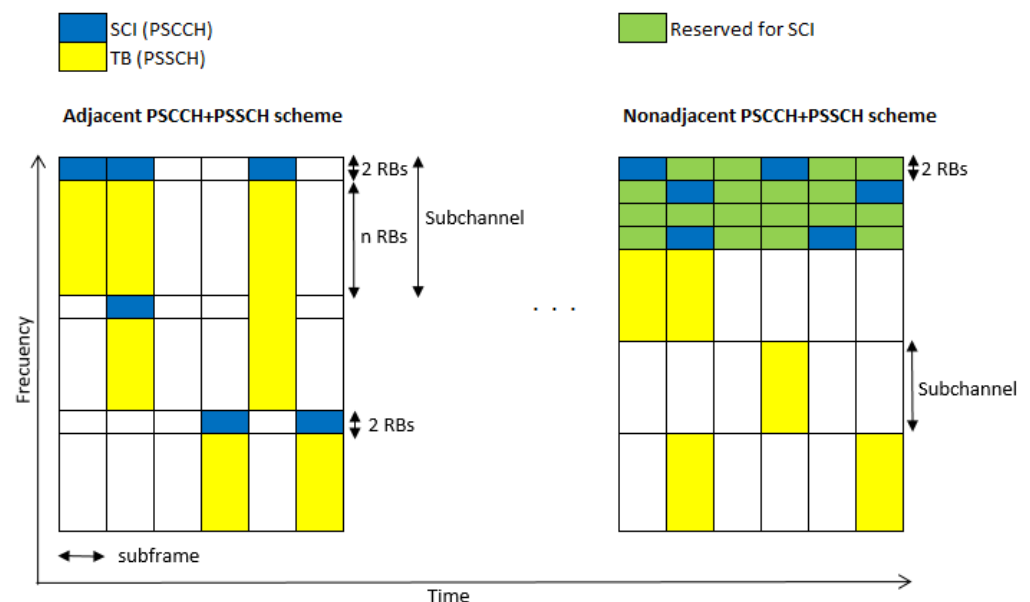 SCI (PSCCH)
TB (PSSCH)
Reserved for SCI
Adjacent PSCCH+PSSCH scheme
Nonadjacent PSCCH+PSSCH scheme
2 RBs
Subchannel
n RBs
2 RBs
. . .
2 RBs
Subchannel
Frecuency
subframe
Time